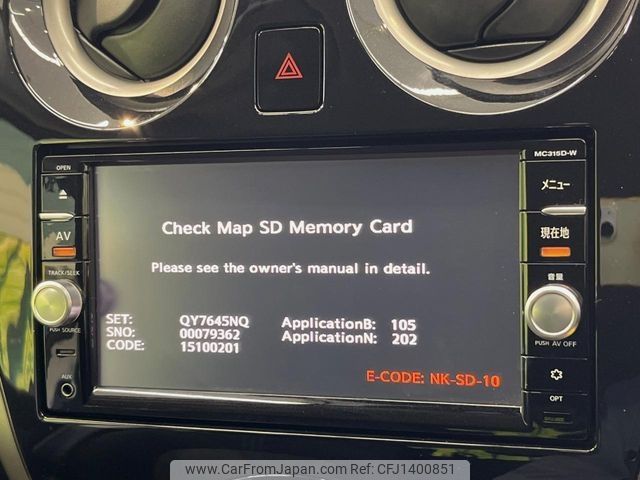 OPEN
MC315D-W
メニュー
AV
現在地
Check Map SD Memory Card
Please see the owner's manual in detail.
TRACK/SEEK
音量
SET: QY7645NQ ApplicationB: 105
SNO: 00079362 ApplicationN: 202
CODE: 15100201
PUSH SOURCE
PUSH AV OFF
E-CODE: NK-SD-10
AUX
OPT
www.CarFromJapan.com Ref. CFJ1400851